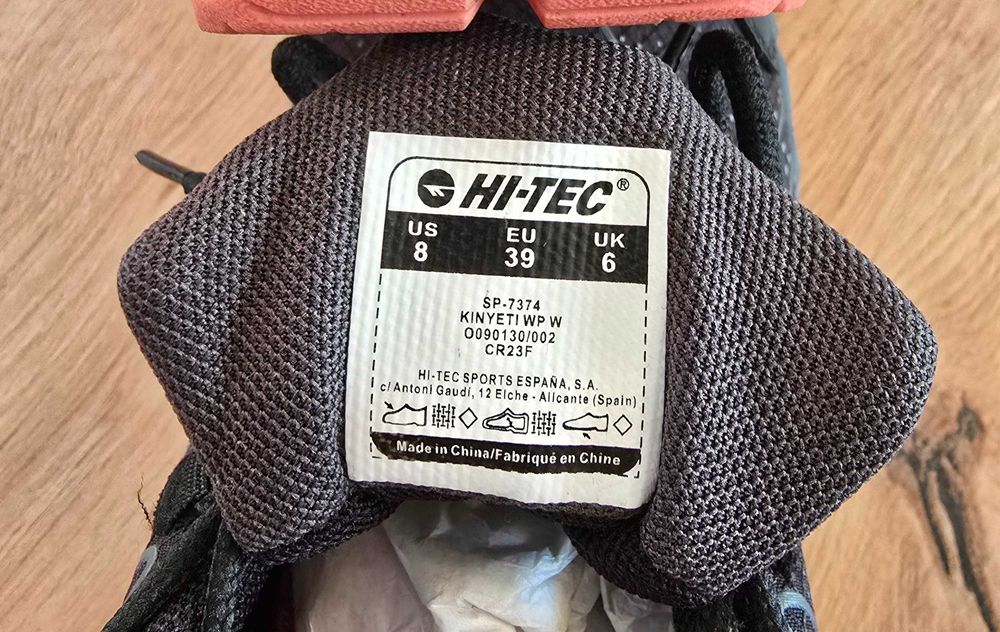 HI-TEC®
US EU UK
8 39 6
SP-7374
KINYETI WP W
O090130/002
CR23F
HI-TEC SPORTS ESPAÑA, S.A.
c/ Antoni Gaudí, 12 Elche - Alicante (Spain)
Made in China/Fabriqué en Chine